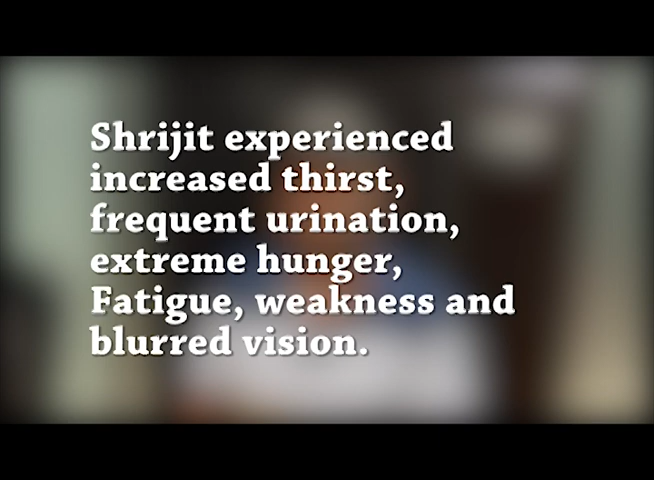 Shrijit experienced
increased thirst,
frequent urination,
extreme hunger,
Fatigue, weakness and
blurred vision.